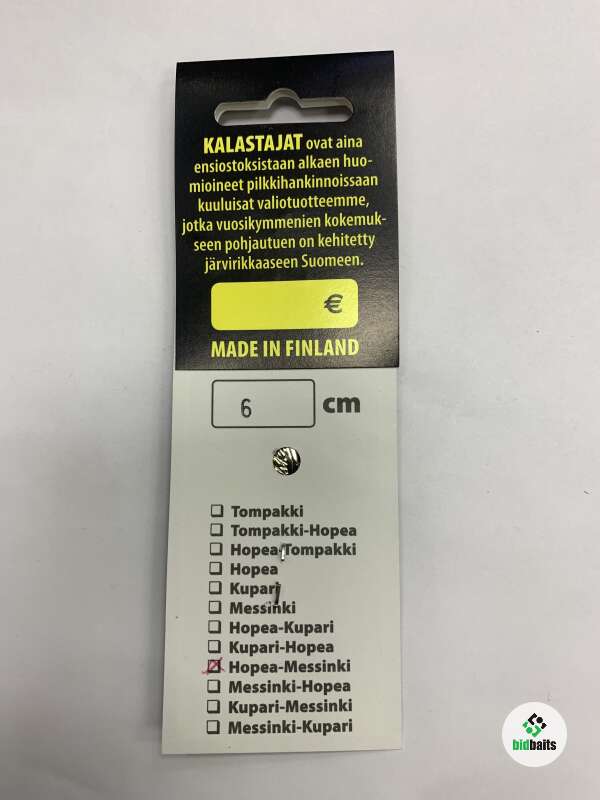 KALASTAJAT ovat aina
ensiostoksistaan alkaen huo-
mioineet pilkkihankinnoissaan
kuuluisat valiotuotteemme,
jotka vuosikymmenien kokemuk-
seen pohjautuen on kehitetty
järvirikkaaseen Suomeen.
€
MADE IN FINLAND
6 cm
Tompakki
Tompakki-Hopea
Hopea-Tompakki
Hopea
Kupari
Messinki
Hopea-Kupari
Kupari-Hopea
Hopea-Messinki
Messinki-Hopea
Kupari-Messinki
Messinki-Kupari
bidbaits